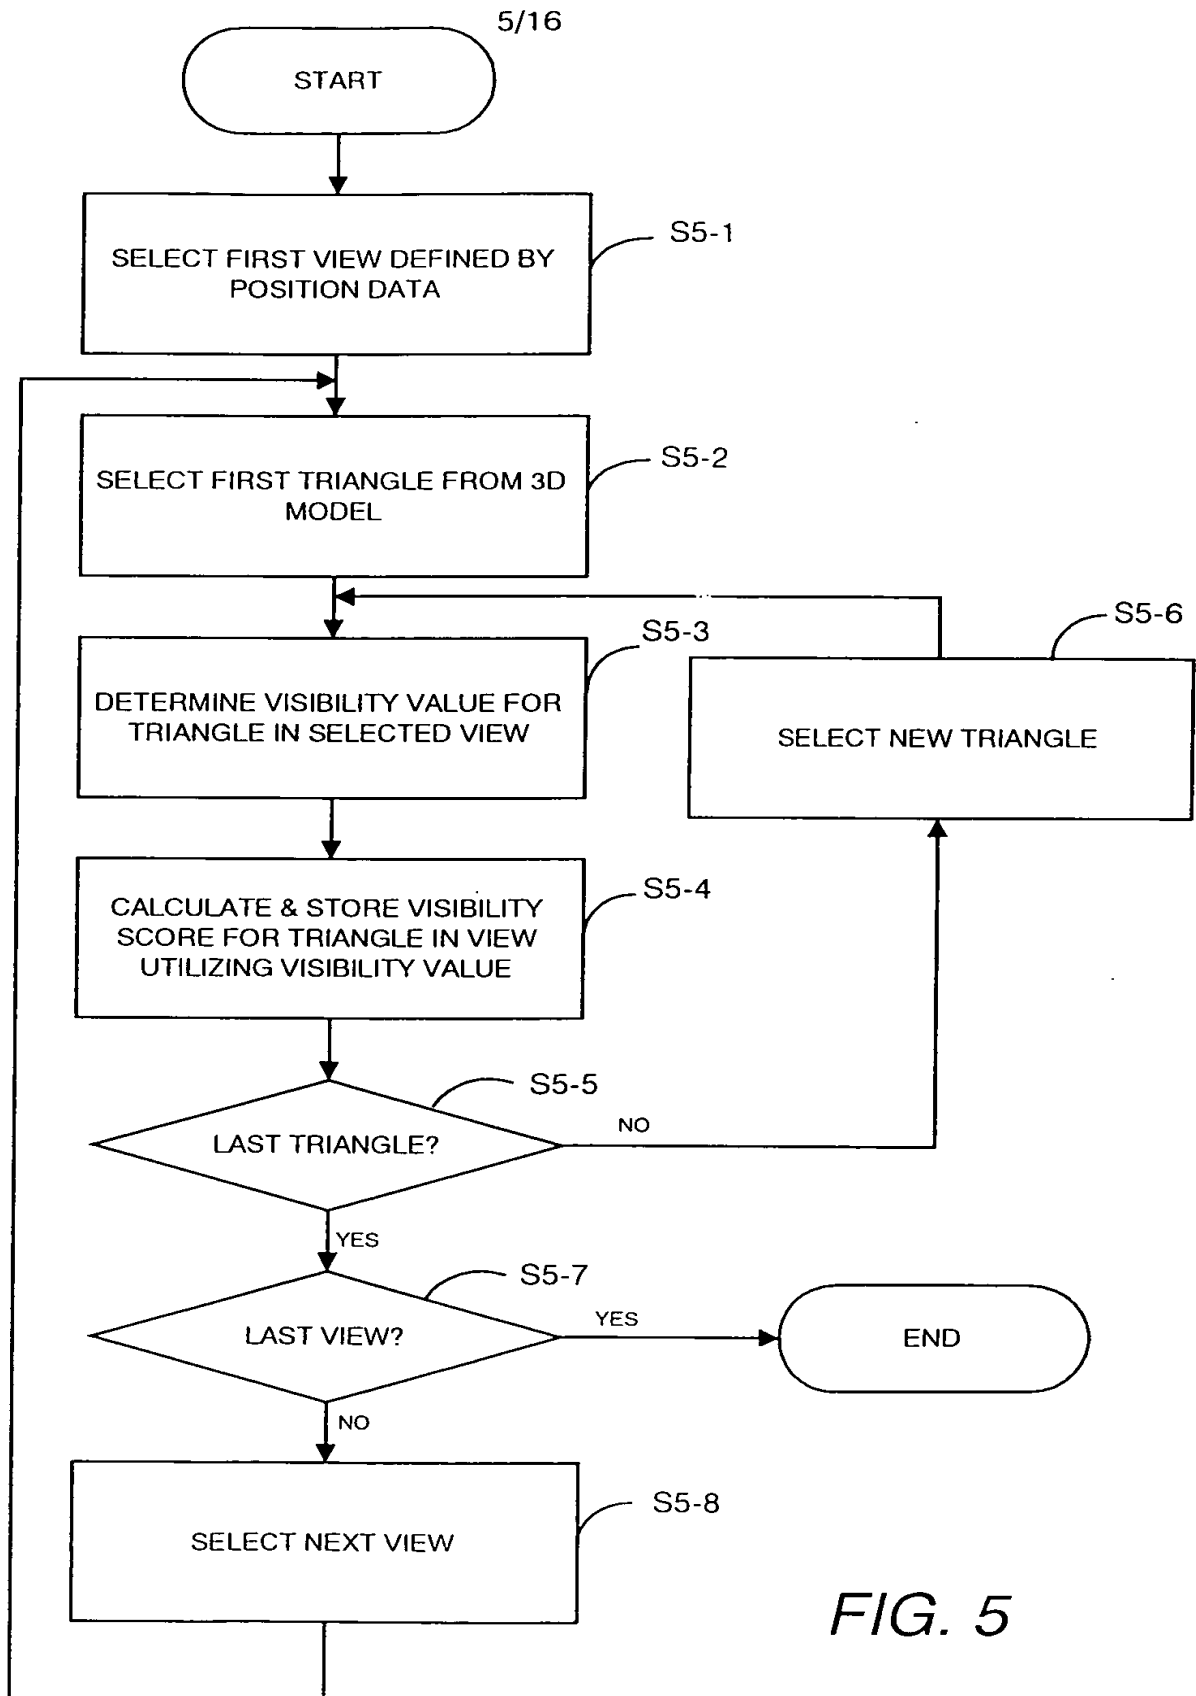 5/16
START
S5-1
SELECT FIRST VIEW DEFINED BY
POSITION DATA
S5-2
SELECT FIRST TRIANGLE FROM 3D
MODEL
S5-3
S5-6
DETERMINE VISIBILITY VALUE FOR
TRIANGLE IN SELECTED VIEW
SELECT NEW TRIANGLE
S5-4
CALCULATE & STORE VISIBILITY
SCORE FOR TRIANGLE IN VIEW
UTILIZING VISIBILITY VALUE
S5-5
LAST TRIANGLE?
NO
YES
S5-7
LAST VIEW?
YES
END
NO
S5-8
SELECT NEXT VIEW
FIG. 5